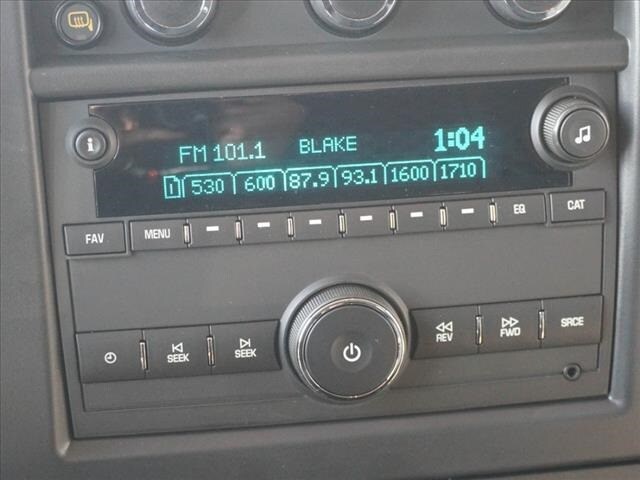 FM 101.1 BLAKE 1:04
i
1 530 600 87.9 93.1 1600 1710
FAV MENU EQ CAT
SEEK SEEK REV FWD SRCE